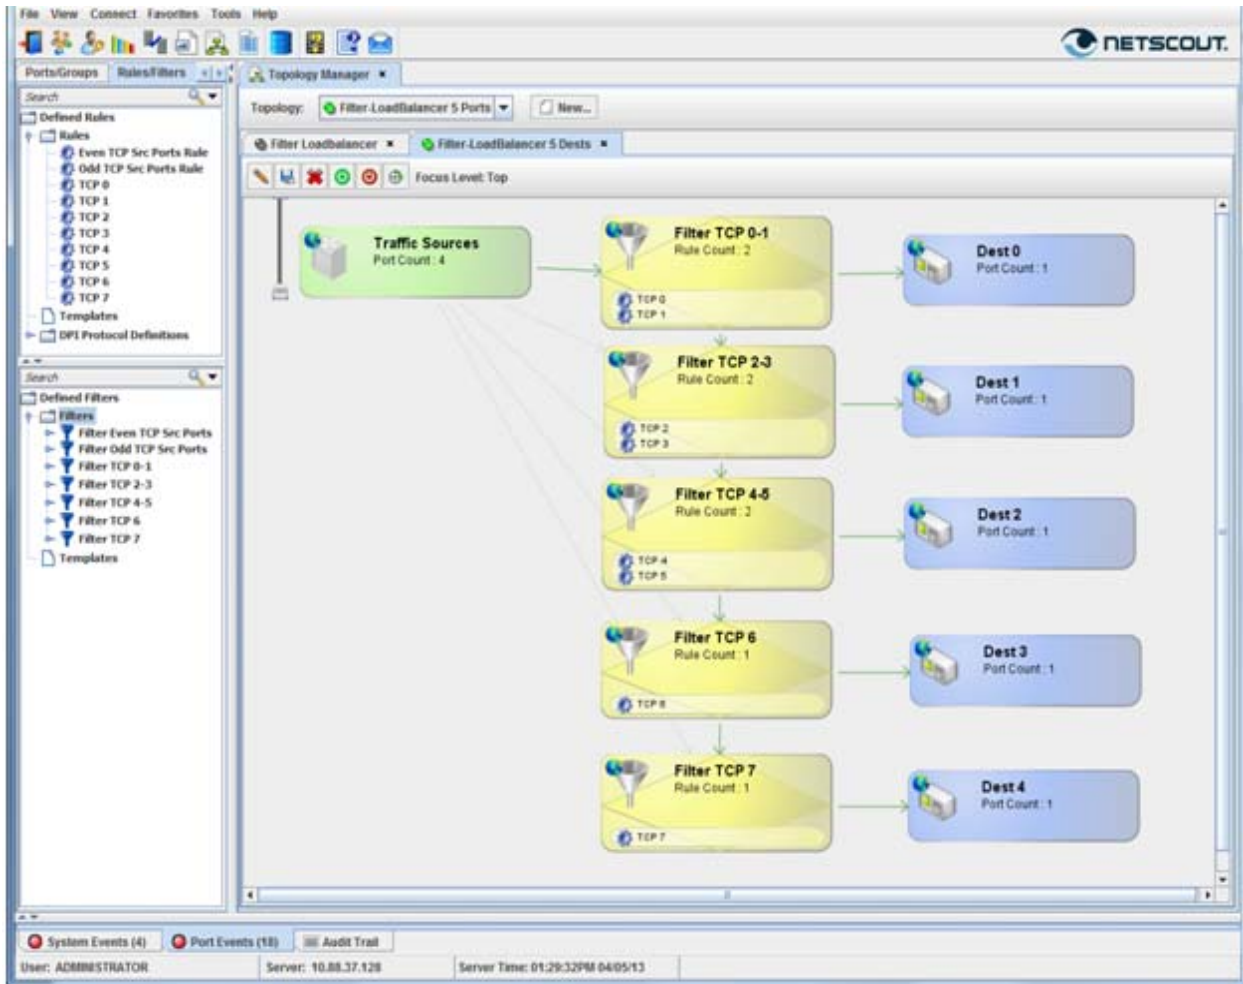 File View Connect Favorites Tools Help
NETSCOUT.
Ports/Groups Rules/Filters
Search
Defined Rules
Rules
Even TCP Src Ports Rule
Odd TCP Src Ports Rule
TCP 0
TCP 1
TCP 2
TCP 3
TCP 4
TCP 5
TCP 6
TCP 7
Templates
DPI Protocol Definitions
Search
Defined Filters
Filters
Filter Even TCP Src Ports
Filter Odd TCP Src Ports
Filter TCP 0-1
Filter TCP 2-3
Filter TCP 4-5
Filter TCP 6
Filter TCP 7
Templates
Topology Manager
Topology: Filter-LoadBalancer 5 Ports New...
Filter Loadbalancer Filter-LoadBalancer 5 Dests
Focus Level: Top
Traffic Sources
Port Count : 4
Filter TCP 0-1
Rule Count : 2
TCP 0
TCP 1
Dest 0
Port Count : 1
Filter TCP 2-3
Rule Count : 2
TCP 2
TCP 3
Dest 1
Port Count : 1
Filter TCP 4-5
Rule Count : 2
TCP 4
TCP 5
Dest 2
Port Count : 1
Filter TCP 6
Rule Count : 1
TCP 6
Dest 3
Port Count : 1
Filter TCP 7
Rule Count : 1
TCP 7
Dest 4
Port Count : 1
System Events (4) Port Events (18) Audit Trail
User: ADMINISTRATOR Server: 10.88.37.128 Server Time: 01:29:32PM 04/05/13